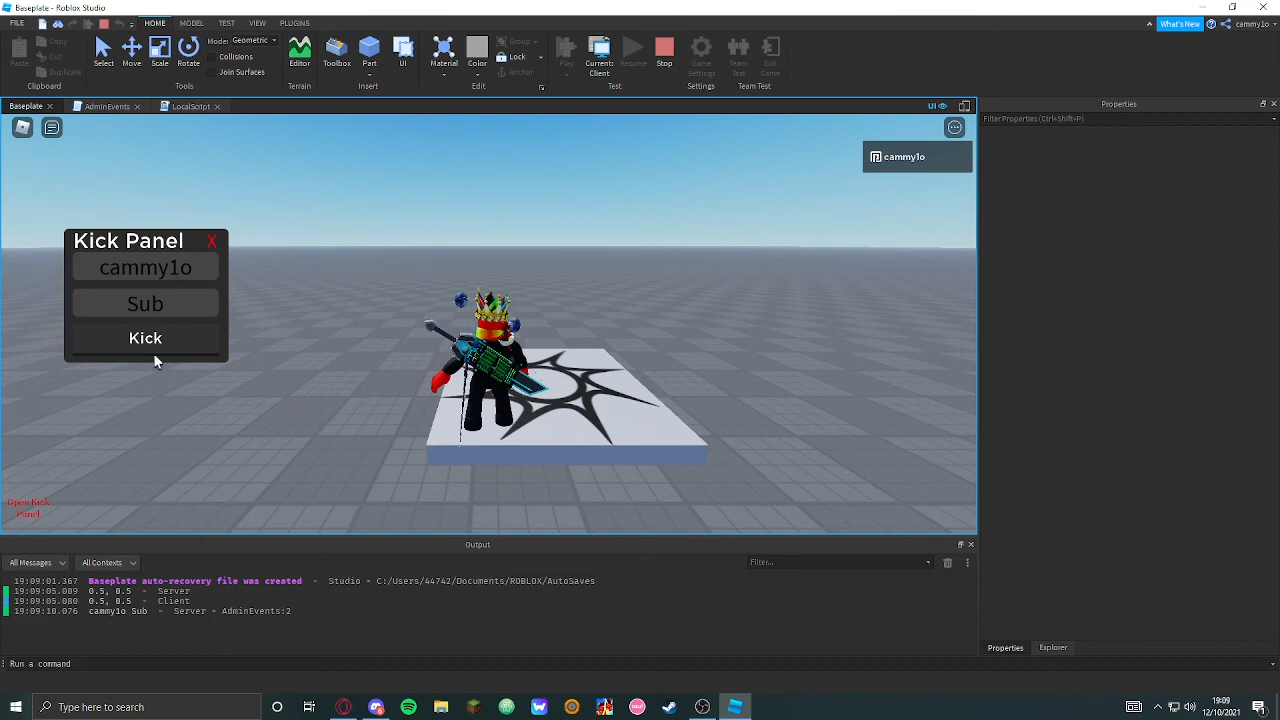 Baseplate - Roblox Studio
FILE HOME MODEL TEST VIEW PLUGINS What's New cammy1o
Paste Copy Cut Duplicate Clipboard
Select Move Scale Rotate Mode: Geometric Collisions Join Surfaces Tools
Editor Terrain
Toolbox Part UI Insert
Material Color Group Lock Anchor Edit
Play Current: Client Resume Stop Test
Game Settings Settings
Team Test Exit Game Team Test
Baseplate AdminEvents LocalScript UI
Properties
Filter Properties (Ctrl+Shift+P)
cammy1o
Kick Panel X
cammy1o
Sub
Kick
Open Kick
Panel
Output
All Messages All Contexts Filter...
19:09:01.367 Baseplate auto-recovery file was created - Studio - C:/Users/44742/Documents/ROBLOX/AutoSaves
19:09:05.089 0.5, 0.5 - Server
19:09:05.080 0.5, 0.5 - Client
19:09:10.076 cammy1o Sub - Server - AdminEvents:2
Properties Explorer
Run a command
Type here to search
19:09
12/10/2021